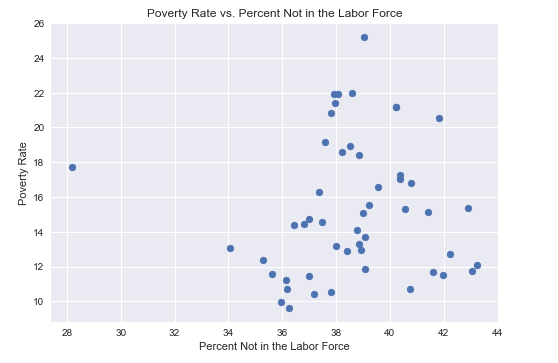 Poverty Rate vs. Percent Not in the Labor Force
26
24
22
20
18
16
14
12
10
Poverty Rate
28 30 32 34 36 38 40 42 44
Percent Not in the Labor Force